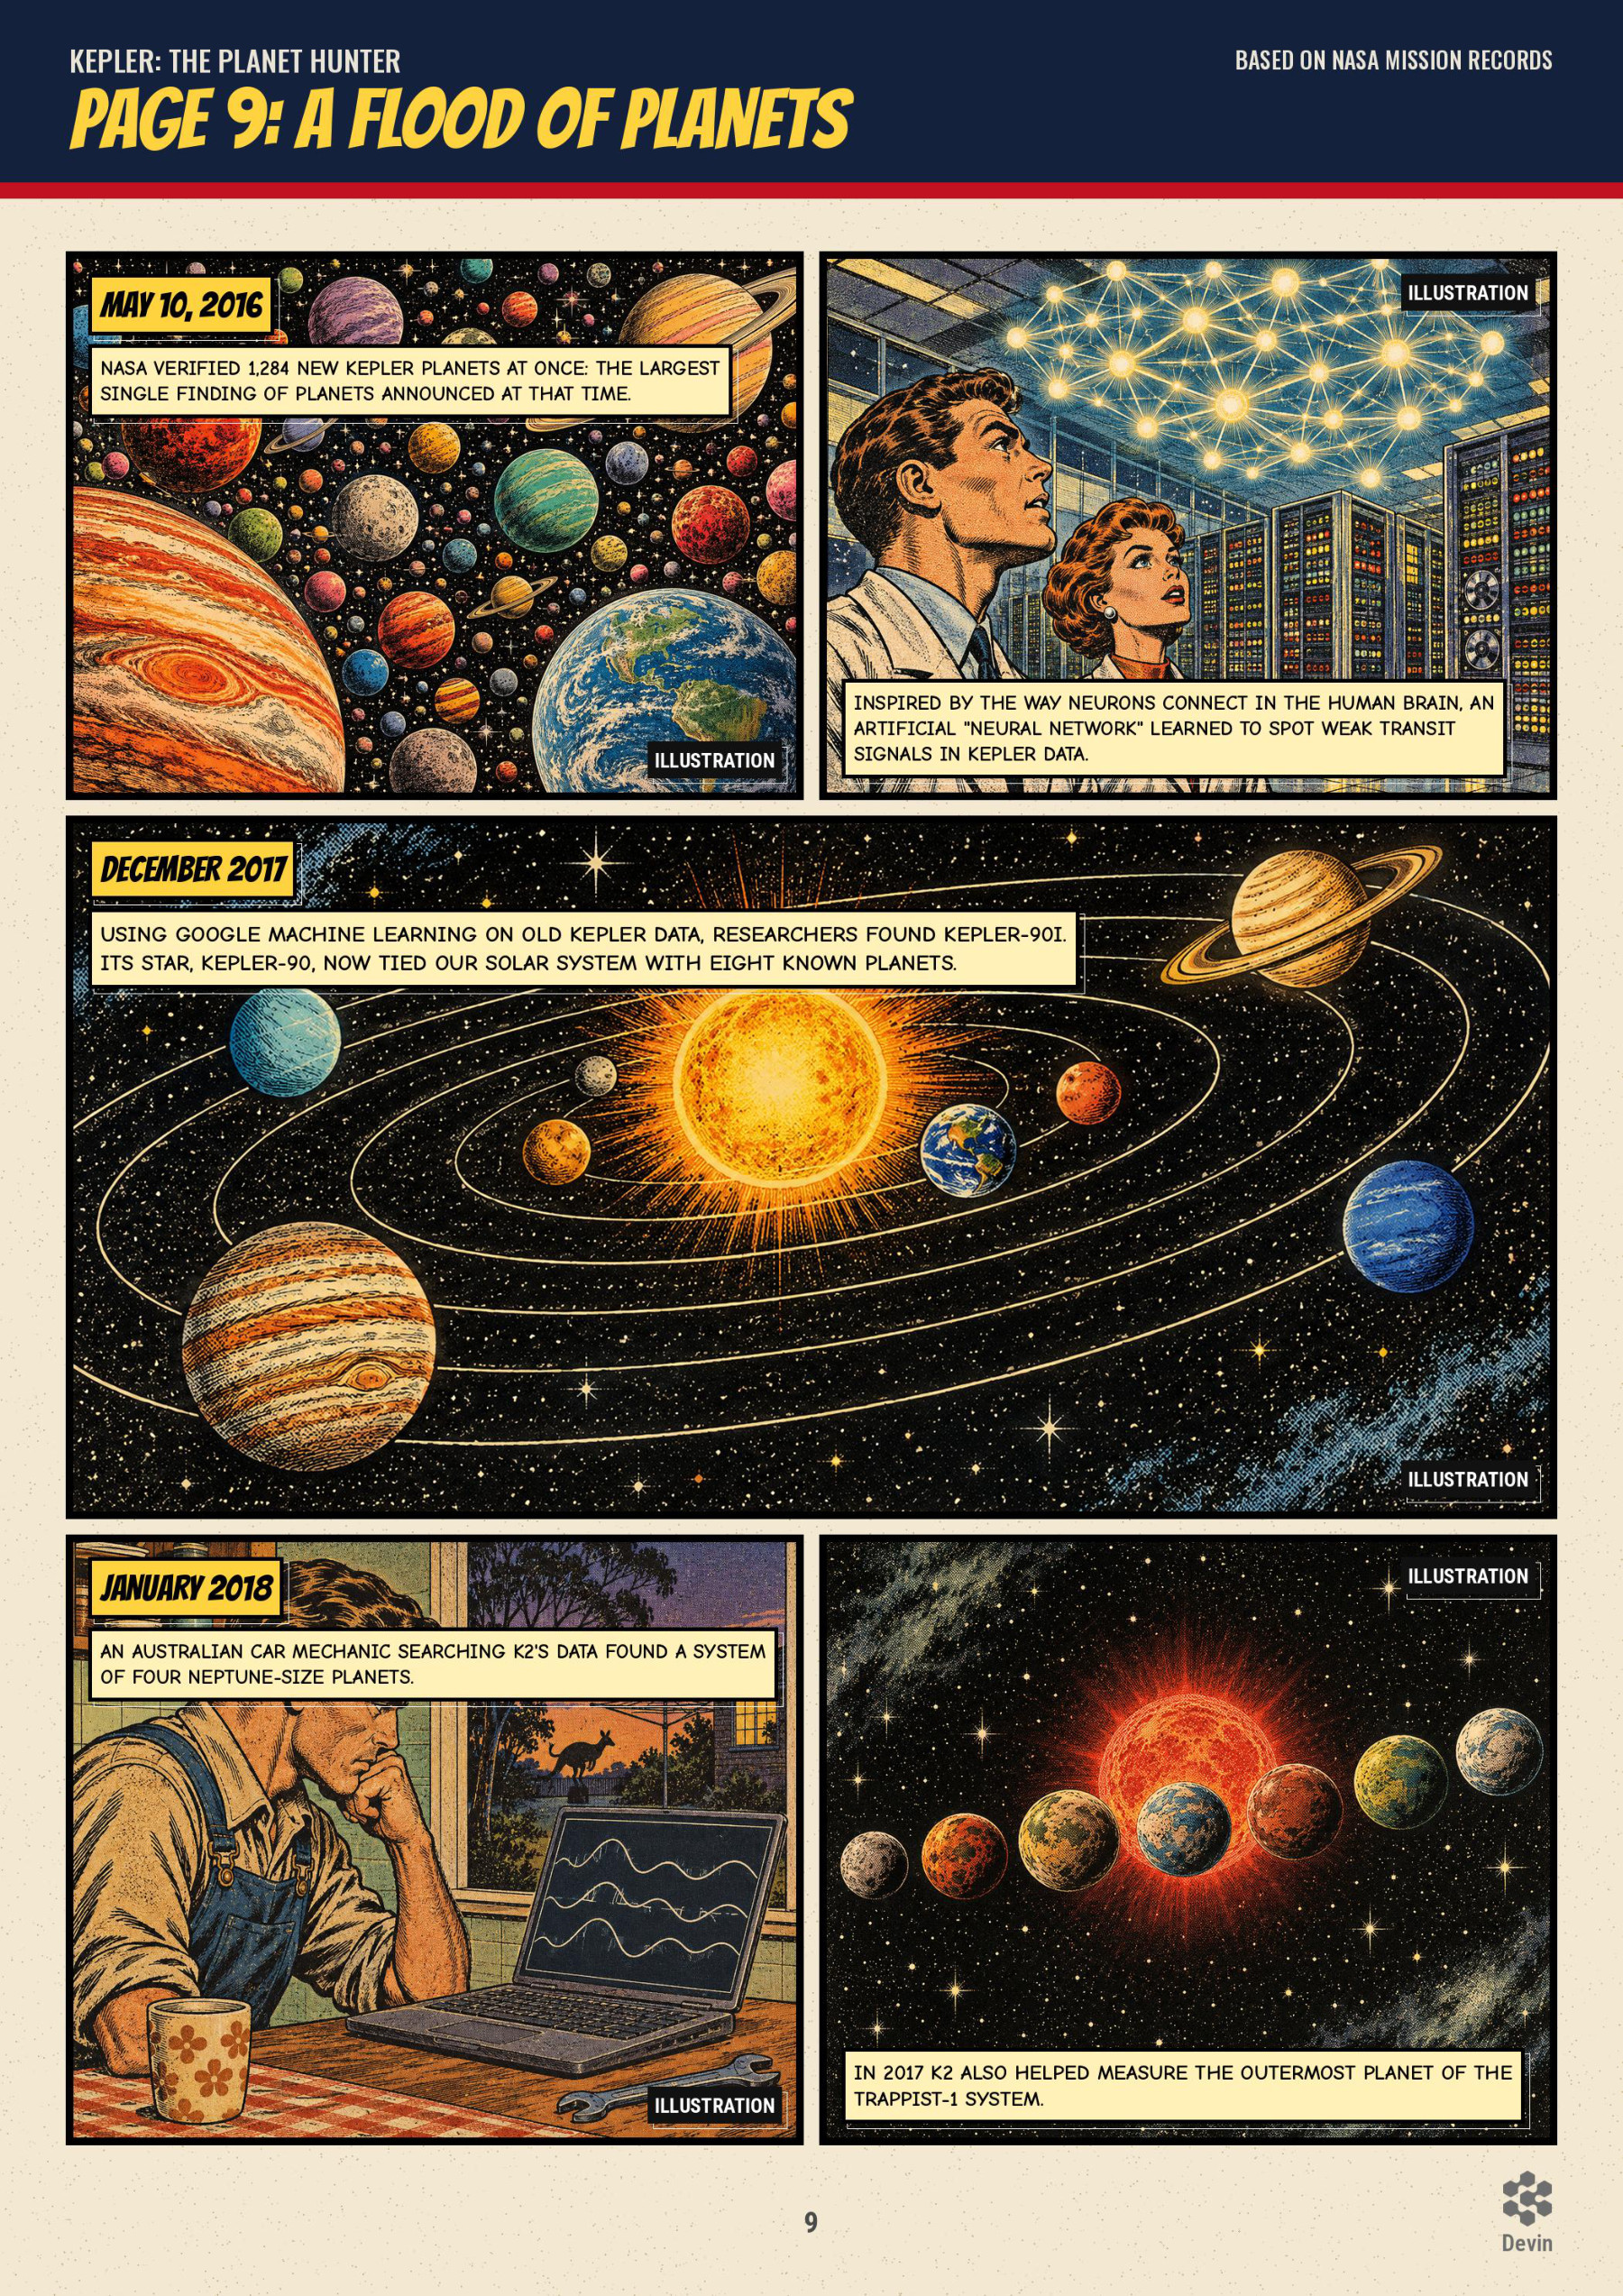 KEPLER: THE PLANET HUNTER
BASED ON NASA MISSION RECORDS
PAGE 9: A FLOOD OF PLANETS
MAY 10, 2016
NASA VERIFIED 1,284 NEW KEPLER PLANETS AT ONCE: THE LARGEST
SINGLE FINDING OF PLANETS ANNOUNCED AT THAT TIME.
ILLUSTRATION
ILLUSTRATION
INSPIRED BY THE WAY NEURONS CONNECT IN THE HUMAN BRAIN, AN
ARTIFICIAL "NEURAL NETWORK" LEARNED TO SPOT WEAK TRANSIT
SIGNALS IN KEPLER DATA.
DECEMBER 2017
USING GOOGLE MACHINE LEARNING ON OLD KEPLER DATA, RESEARCHERS FOUND KEPLER-90I.
ITS STAR, KEPLER-90, NOW TIED OUR SOLAR SYSTEM WITH EIGHT KNOWN PLANETS.
ILLUSTRATION
JANUARY 2018
AN AUSTRALIAN CAR MECHANIC SEARCHING K2'S DATA FOUND A SYSTEM
OF FOUR NEPTUNE-SIZE PLANETS.
ILLUSTRATION
ILLUSTRATION
IN 2017 K2 ALSO HELPED MEASURE THE OUTERMOST PLANET OF THE
TRAPPIST-1 SYSTEM.
9
Devin